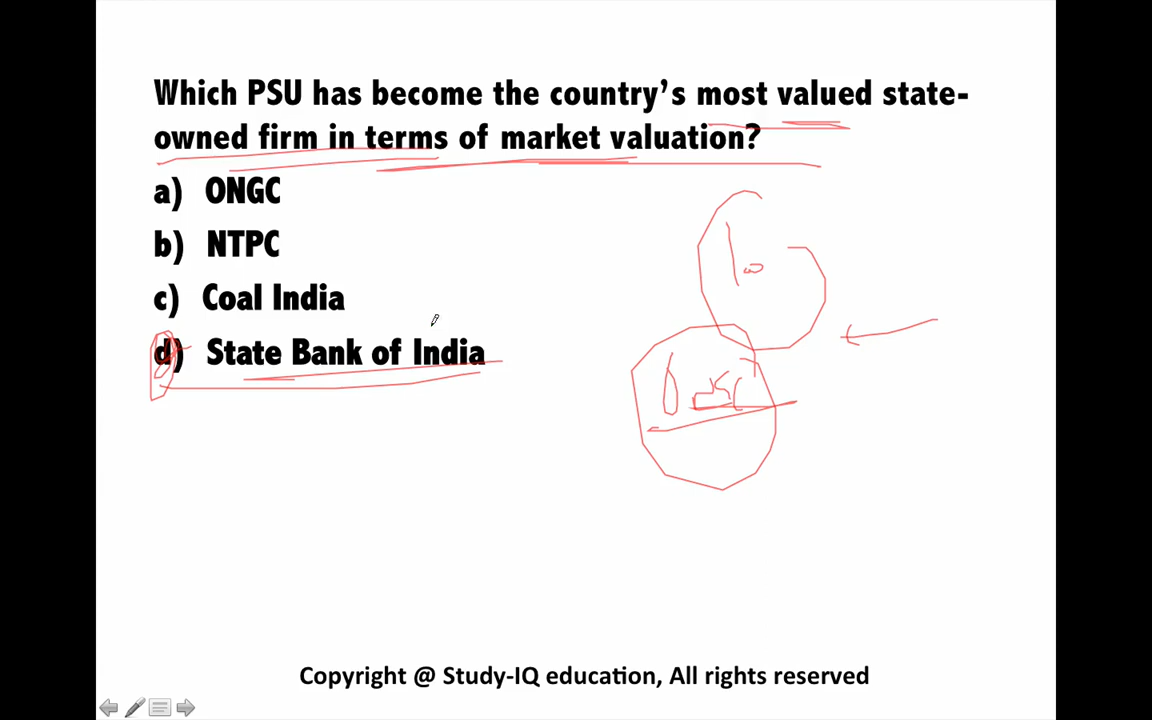 Which PSU has become the country's most valued state-
owned firm in terms of market valuation?
a) ONGC
b) NTPC
c) Coal India
d) State Bank of India
Copyright @ Study-IQ education, All rights reserved